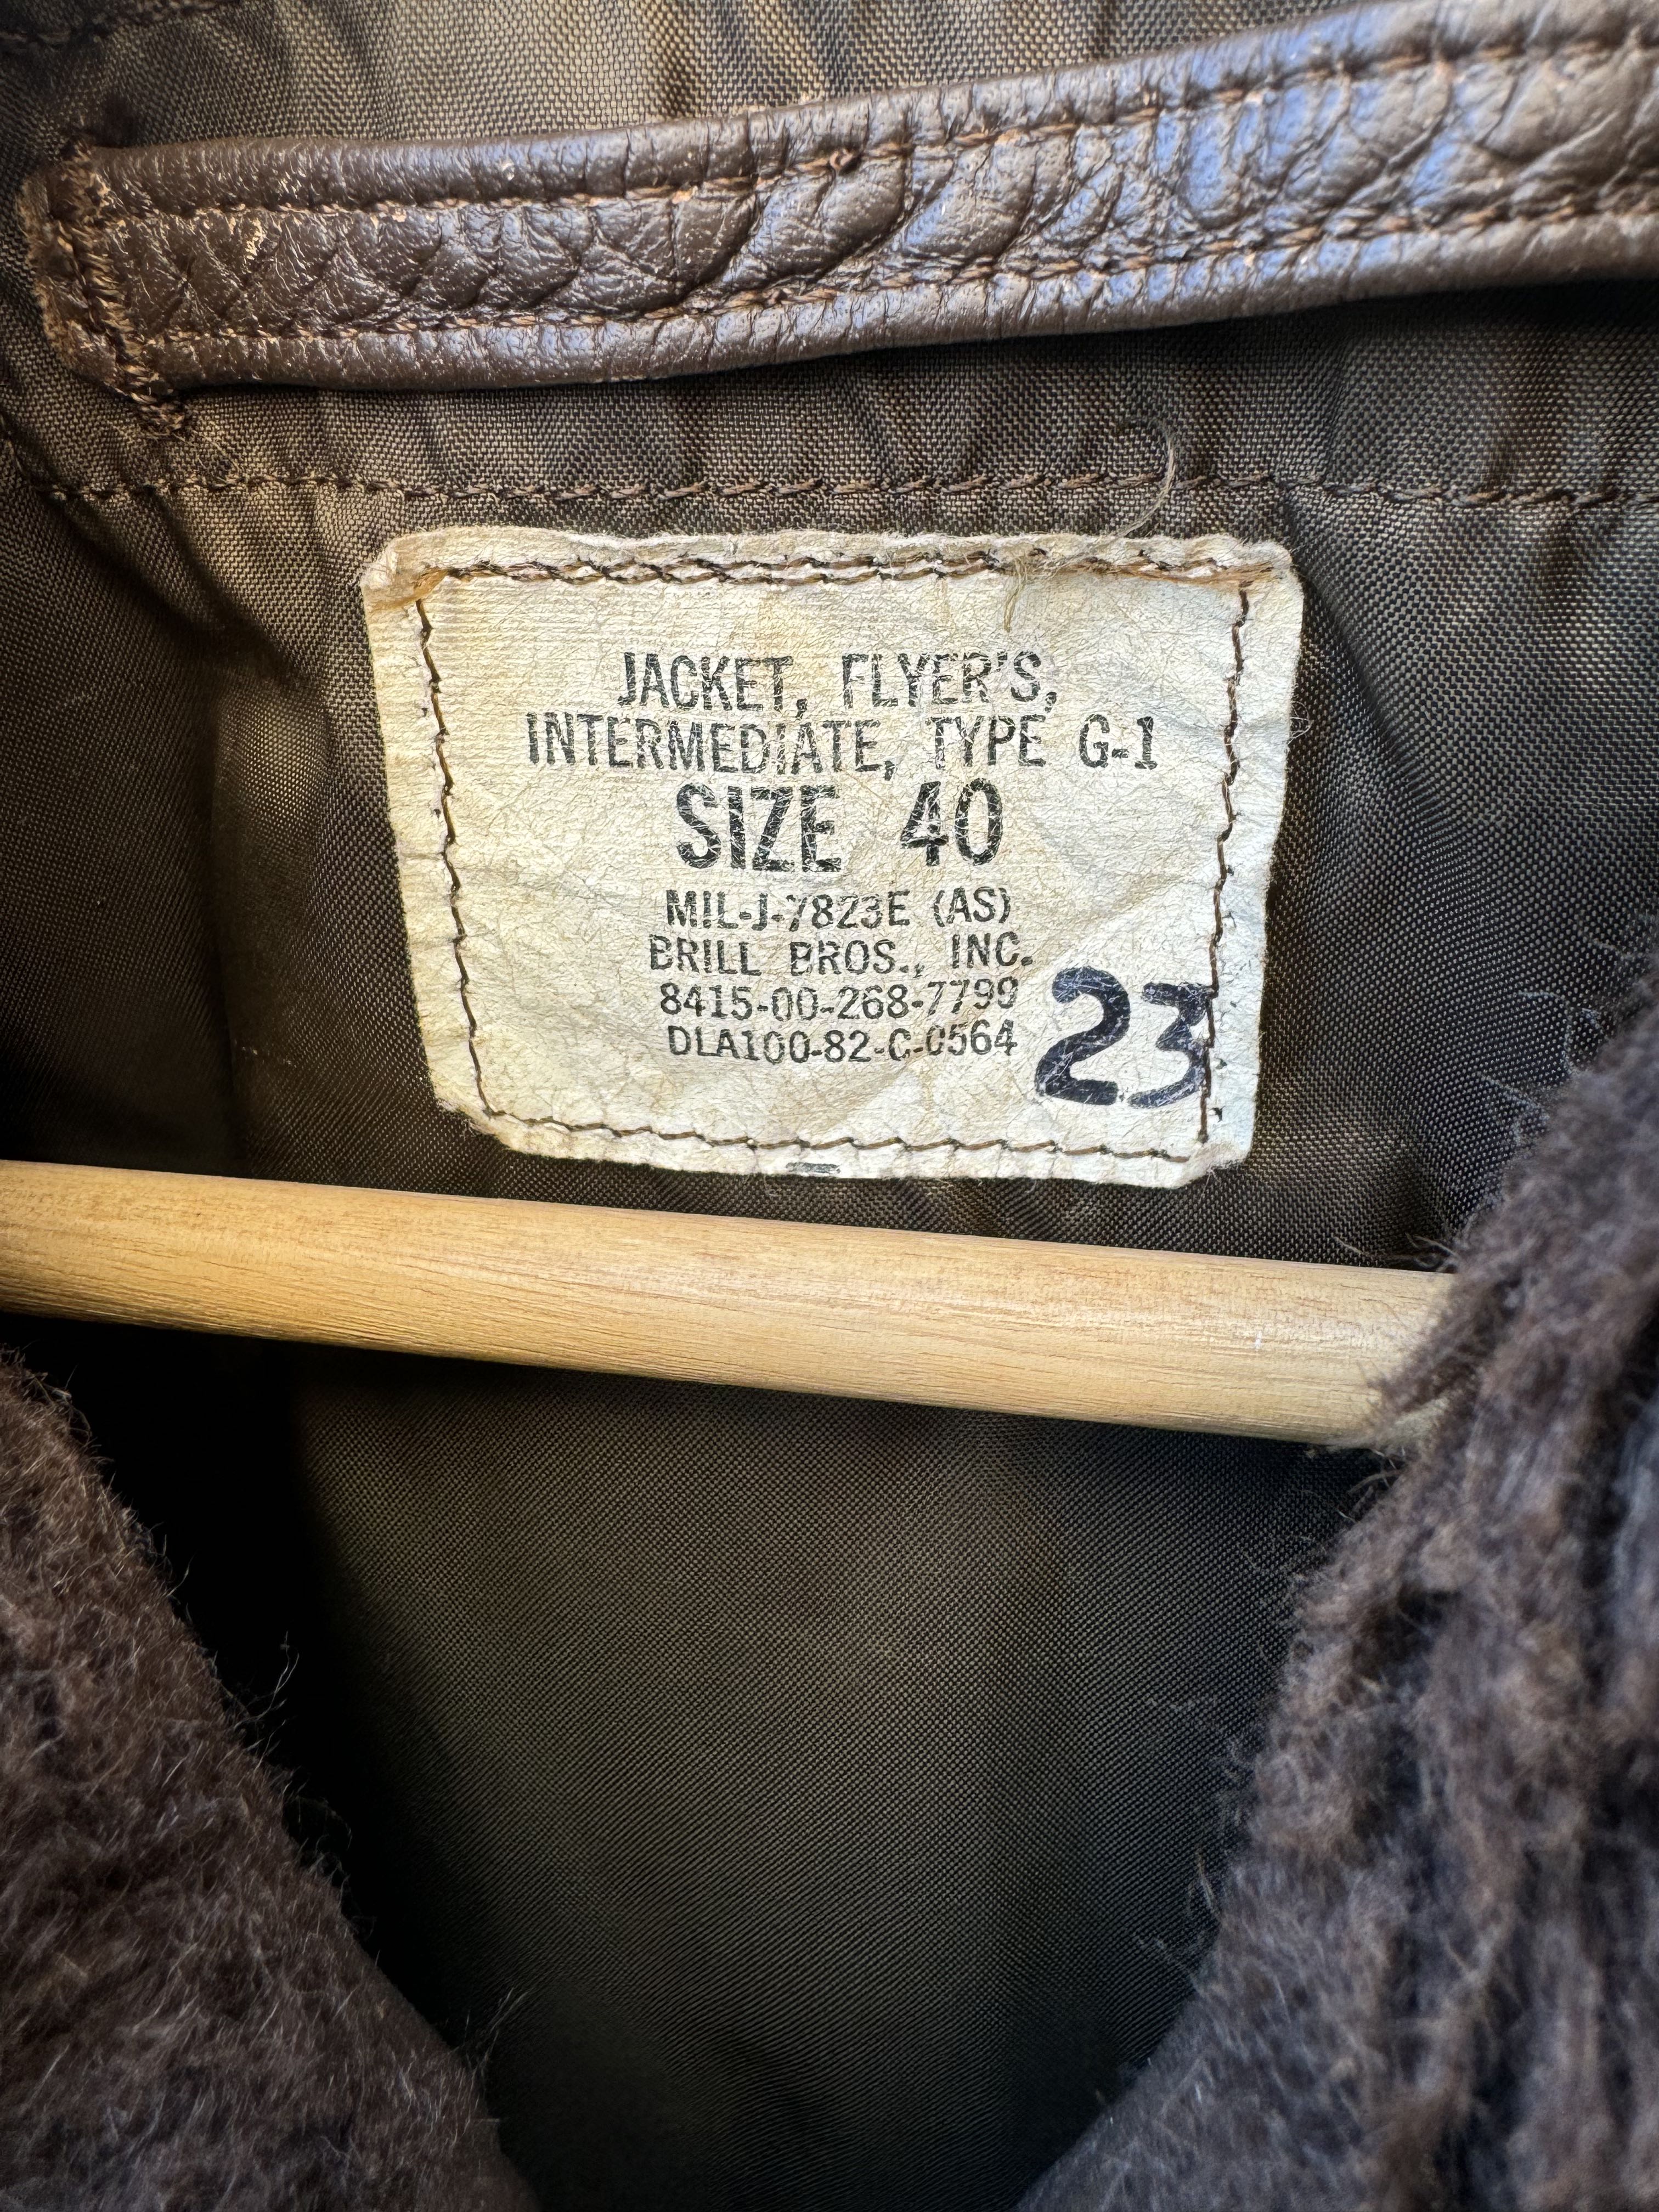 JACKET, FLYER'S,
INTERMEDIATE, TYPE G-1
SIZE 40
MIL-J-7823E (AS)
BRILL BROS., INC.
8415-00-268-7799
DLA100-82-C-0564
23